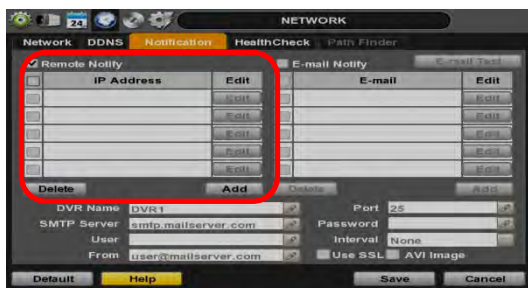 24
NETWORK
Network DDNS Notification HealthCheck Path Finder
Remote Notify
E-mail Notify E-mail Test
IP Address Edit
E-mail Edit
Edit Edit
Edit Edit
Edit Edit
Edit Edit
Edit Edit
Delete Add Delete Add
DVR Name DVR1 Port 25
SMTP Server smtp.mailserver.com Password
User Interval None
From user@mailserver.com Use SSL AVI Image
Default Help Save Cancel